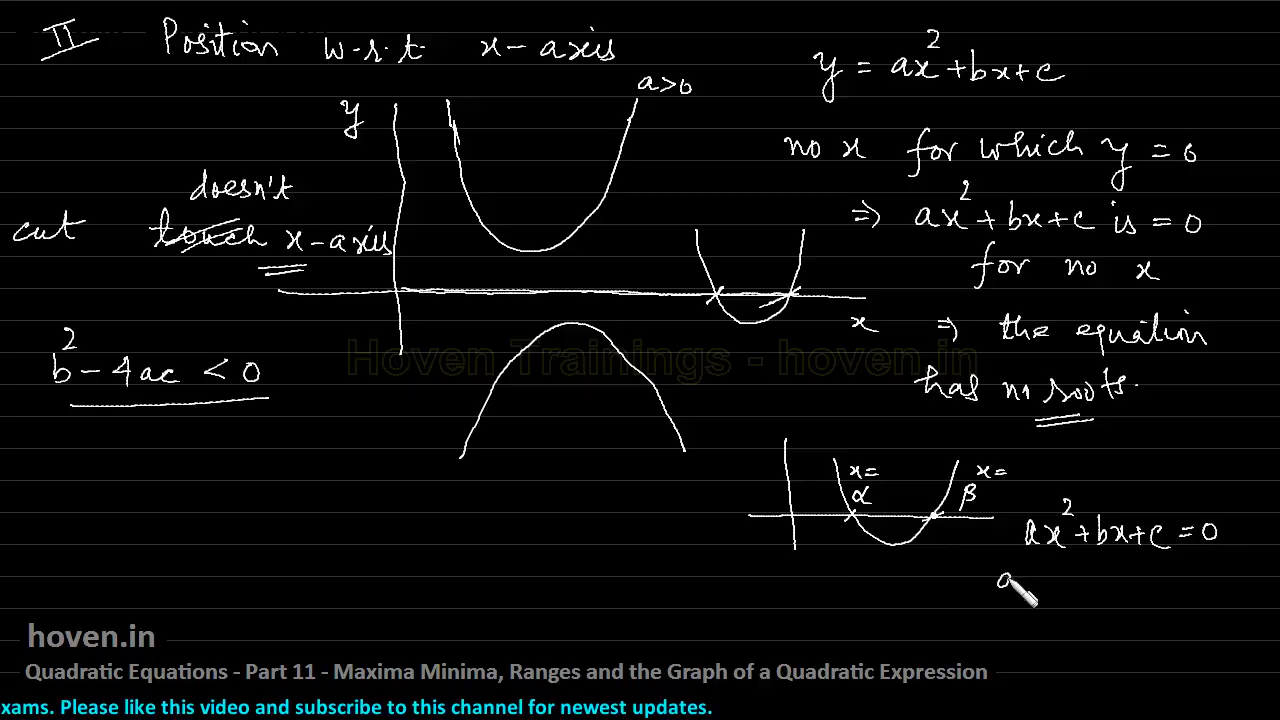 II Position w.r.t. x-axis
y = ax² + bx + c
a>0
y
no x for which y = 0
doesn't
⇒ ax² + bx + c is = 0
cut touch x-axis
for no x
x
⇒ the equation
Hoven Trainings - hoven.in
b² - 4ac < 0
has no roots.
x= x=
α β
ax² + bx + c = 0
hoven.in
Quadratic Equations - Part 11 - Maxima Minima, Ranges and the Graph of a Quadratic Expression
xams. Please like this video and subscribe to this channel for newest updates.